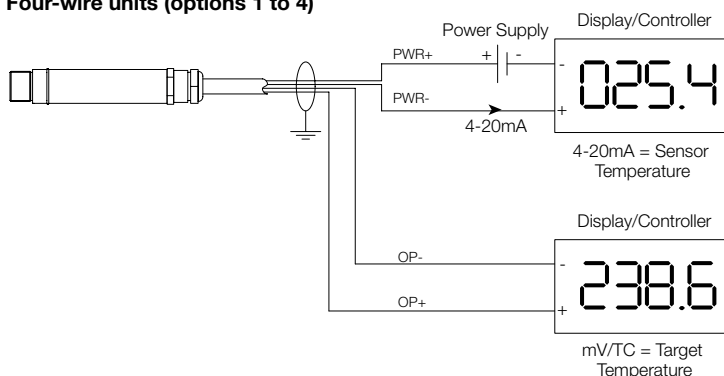 Four-wire units (options 1 to 4)
Power Supply
Display/Controller
PWR+
+
-
-
025.4
PWR-
+
4-20mA
4-20mA = Sensor
Temperature
Display/Controller
OP-
-
238.6
OP+
+
mV/TC = Target
Temperature